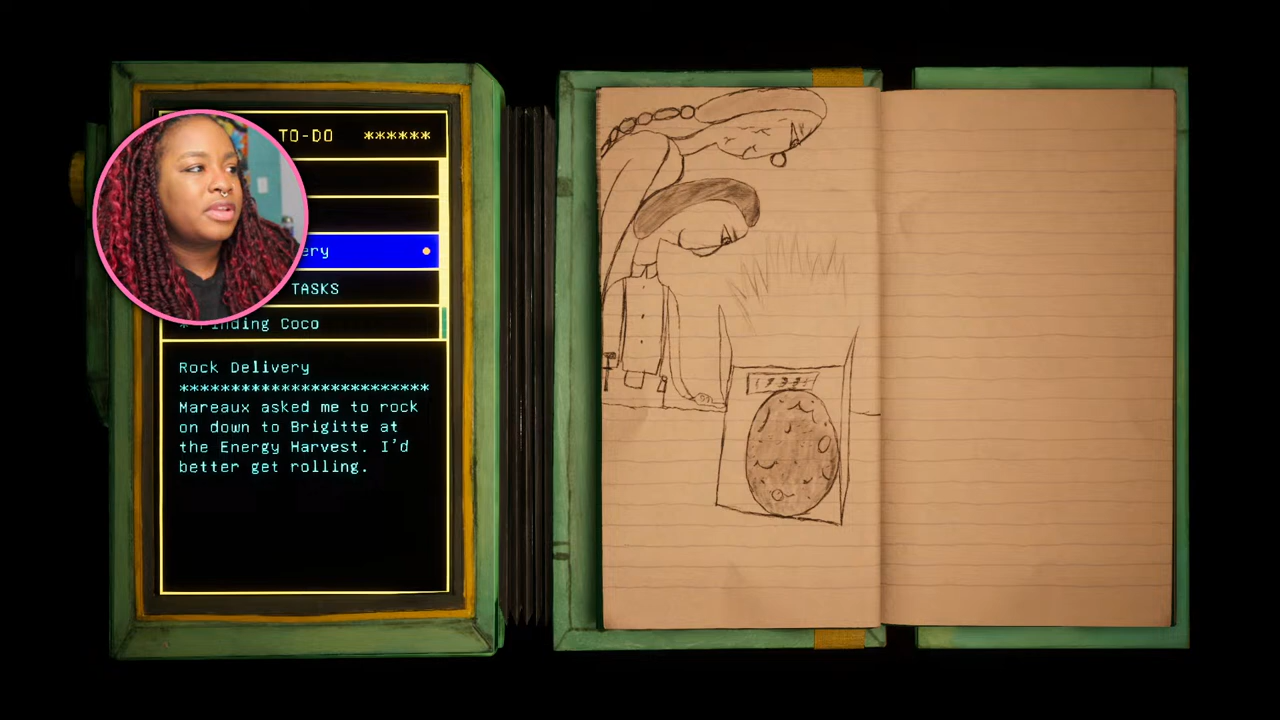 TO-DO ******
ery
TASKS
nding Coco
Rock Delivery
************************
Mareaux asked me to rock
on down to Brigitte at
the Energy Harvest. I'd
better get rolling.